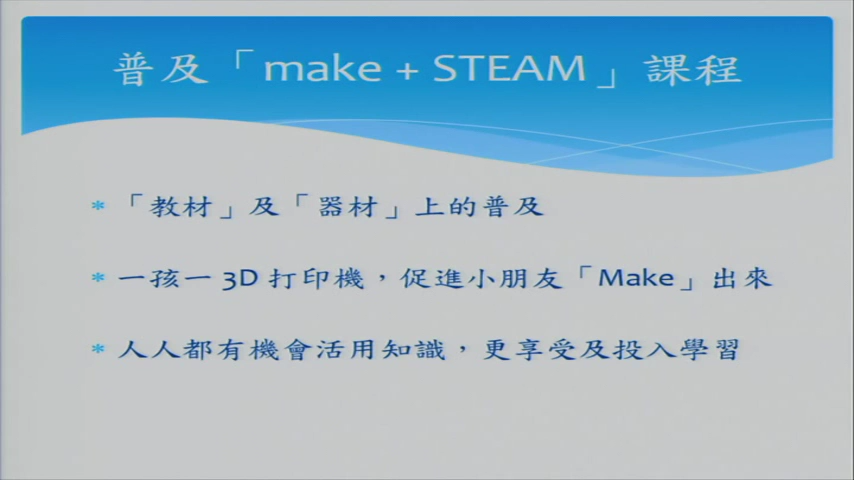 普及「make + STEAM」課程
* 「教材」及「器材」上的普及
* 一孩一 3D 打印機，促進小朋友「Make」出來
* 人人都有機會活用知識，更享受及投入學習